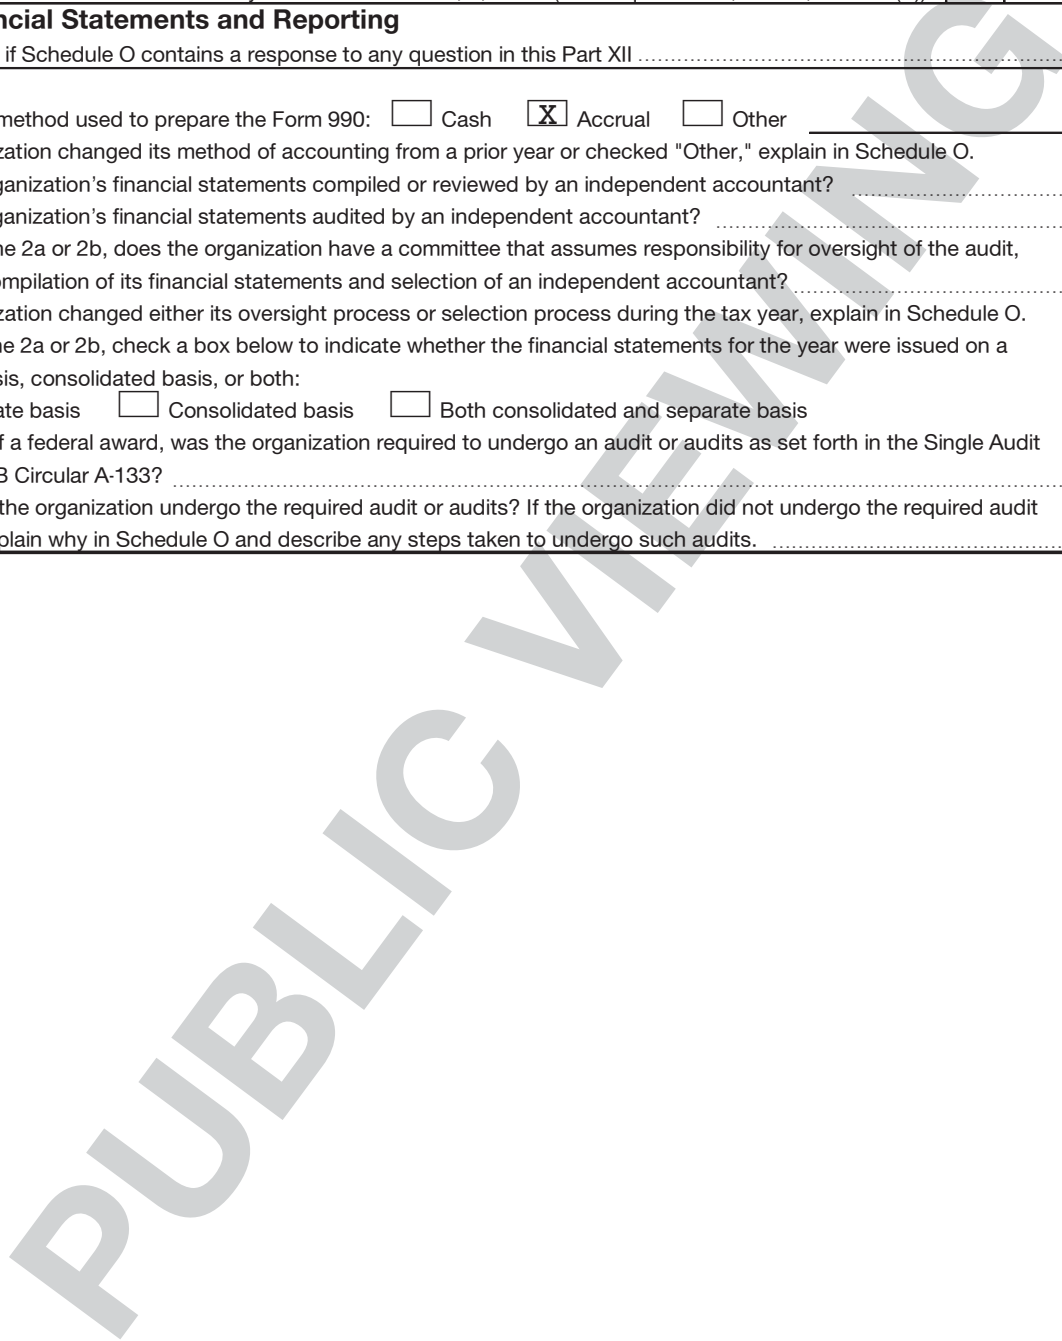 ncial Statements and Reporting
if Schedule O contains a response to any question in this Part XII
method used to prepare the Form 990: Cash X Accrual Other
zation changed its method of accounting from a prior year or checked "Other," explain in Schedule O.
ganization’s financial statements compiled or reviewed by an independent accountant?
ganization’s financial statements audited by an independent accountant?
ne 2a or 2b, does the organization have a committee that assumes responsibility for oversight of the audit,
ompilation of its financial statements and selection of an independent accountant?
zation changed either its oversight process or selection process during the tax year, explain in Schedule O.
ne 2a or 2b, check a box below to indicate whether the financial statements for the year were issued on a
sis, consolidated basis, or both:
ate basis Consolidated basis Both consolidated and separate basis
f a federal award, was the organization required to undergo an audit or audits as set forth in the Single Audit
B Circular A-133?
the organization undergo the required audit or audits? If the organization did not undergo the required audit
plain why in Schedule O and describe any steps taken to undergo such audits.
PUBLIC VIEWING